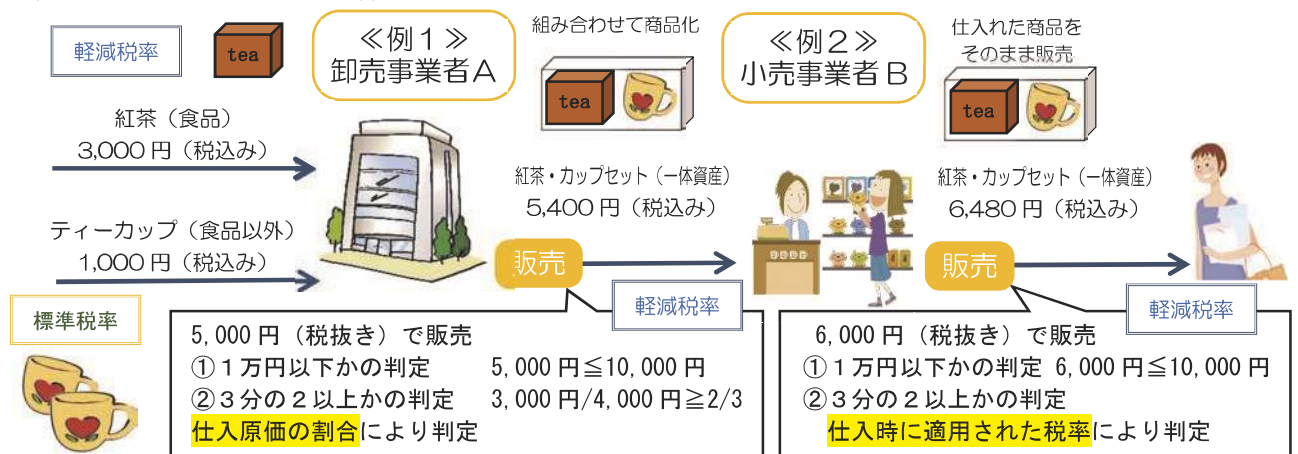 軽減税率
tea
≪例１≫
卸売事業者Ａ
組み合わせて商品化
tea
≪例２≫
小売事業者Ｂ
仕入れた商品を
そのまま販売
tea
紅茶（食品）
3,000 円（税込み）
紅茶・カップセット（一体資産）
5,400 円（税込み）
紅茶・カップセット（一体資産）
6,480 円（税込み）
ティーカップ（食品以外）
1,000 円（税込み）
販売
販売
標準税率
軽減税率
5,000 円（税抜き）で販売
①１万円以下かの判定　5,000 円≦10,000 円
②３分の２以上かの判定　3,000 円/4,000 円≧2/3
仕入原価の割合により判定
軽減税率
6,000 円（税抜き）で販売
①１万円以下かの判定 6,000 円≦10,000 円
②３分の２以上かの判定
仕入時に適用された税率により判定